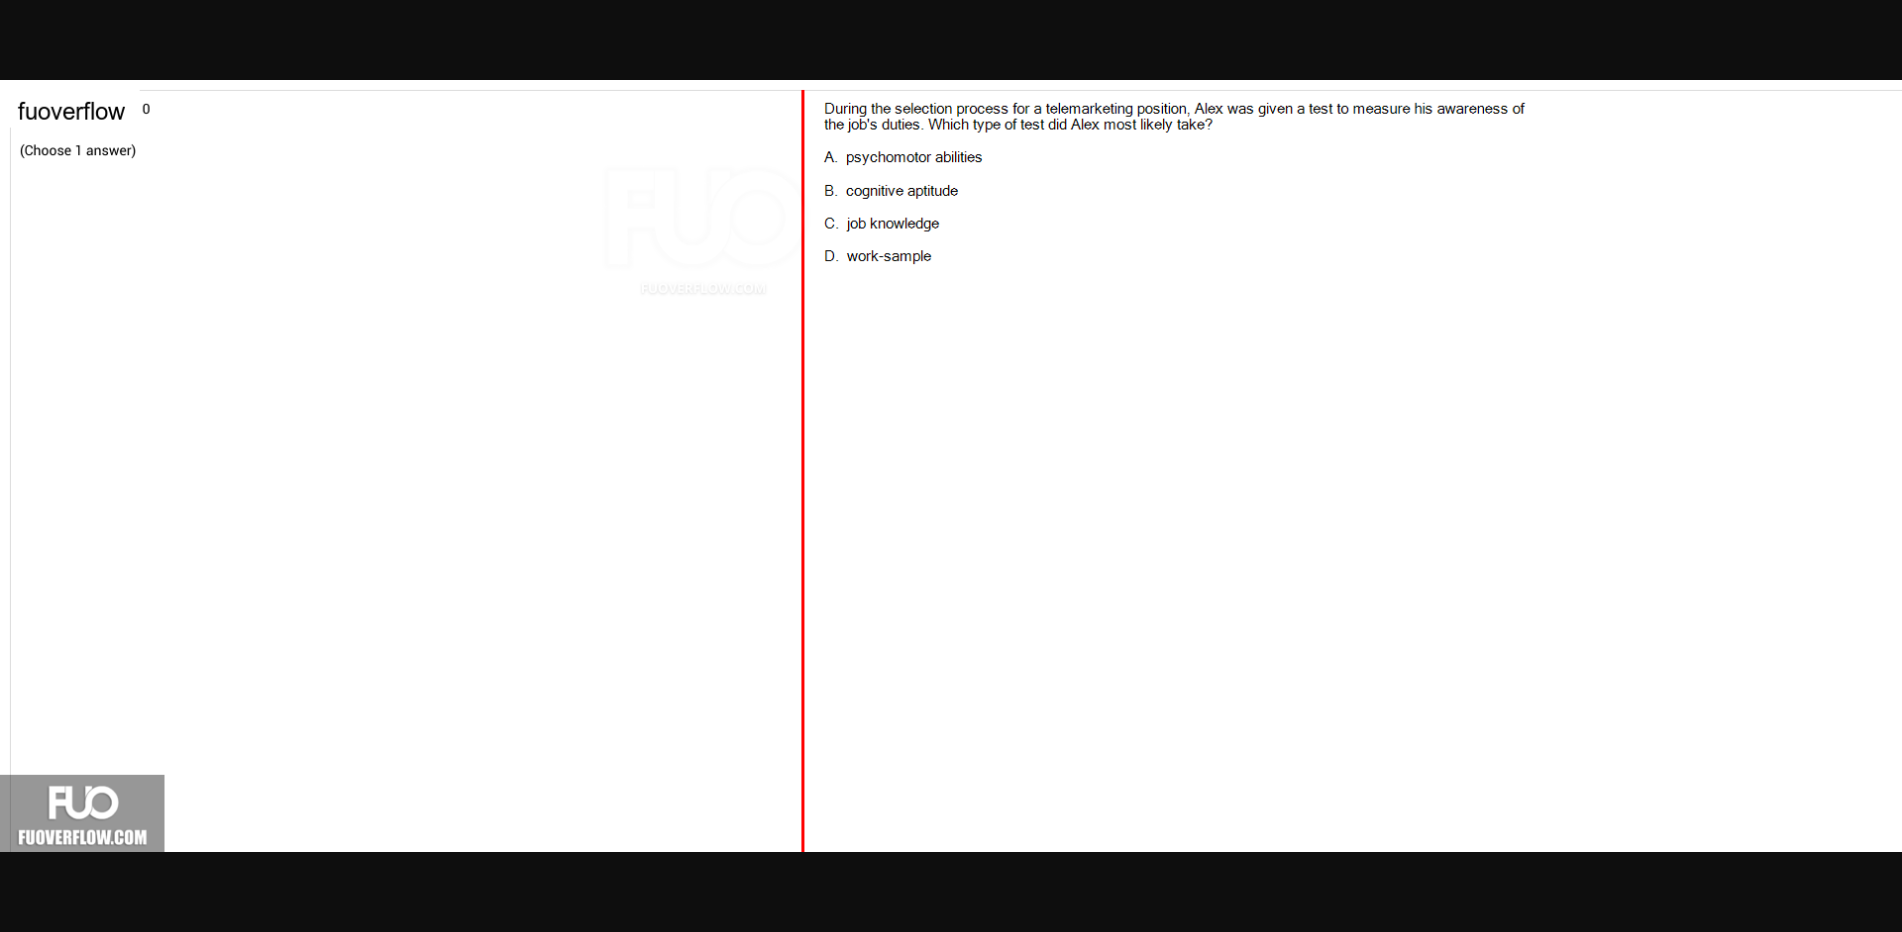 fuoverflow 0
(Choose 1 answer)
During the selection process for a telemarketing position, Alex was given a test to measure his awareness of
the job's duties. Which type of test did Alex most likely take?
A. psychomotor abilities
B. cognitive aptitude
C. job knowledge
D. work-sample
FUO
FUOVERFLOW.COM
FUO
FUOVERFLOW.COM